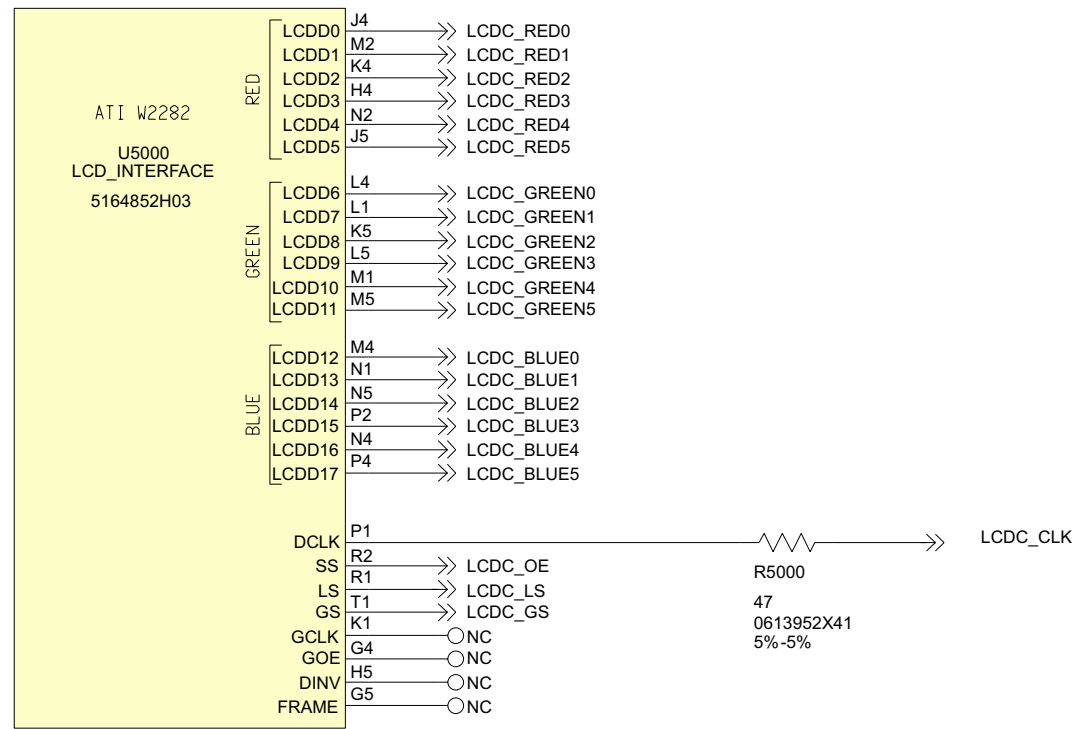 ATI W2282
U5000
LCD_INTERFACE
5164852H03
RED
LCDD0 J4 LCDC_RED0
LCDD1 M2 LCDC_RED1
LCDD2 K4 LCDC_RED2
LCDD3 H4 LCDC_RED3
LCDD4 N2 LCDC_RED4
LCDD5 J5 LCDC_RED5
GREEN
LCDD6 L4 LCDC_GREEN0
LCDD7 L1 LCDC_GREEN1
LCDD8 K5 LCDC_GREEN2
LCDD9 L5 LCDC_GREEN3
LCDD10 M1 LCDC_GREEN4
LCDD11 M5 LCDC_GREEN5
BLUE
LCDD12 M4 LCDC_BLUE0
LCDD13 N1 LCDC_BLUE1
LCDD14 N5 LCDC_BLUE2
LCDD15 P2 LCDC_BLUE3
LCDD16 N4 LCDC_BLUE4
LCDD17 P4 LCDC_BLUE5
DCLK P1 LCDC_CLK
SS R2 LCDC_OE
LS R1 LCDC_LS
GS T1 LCDC_GS
GCLK K1 NC
GOE G4 NC
DINV H5 NC
FRAME G5 NC
R5000
47
0613952X41
5%-5%